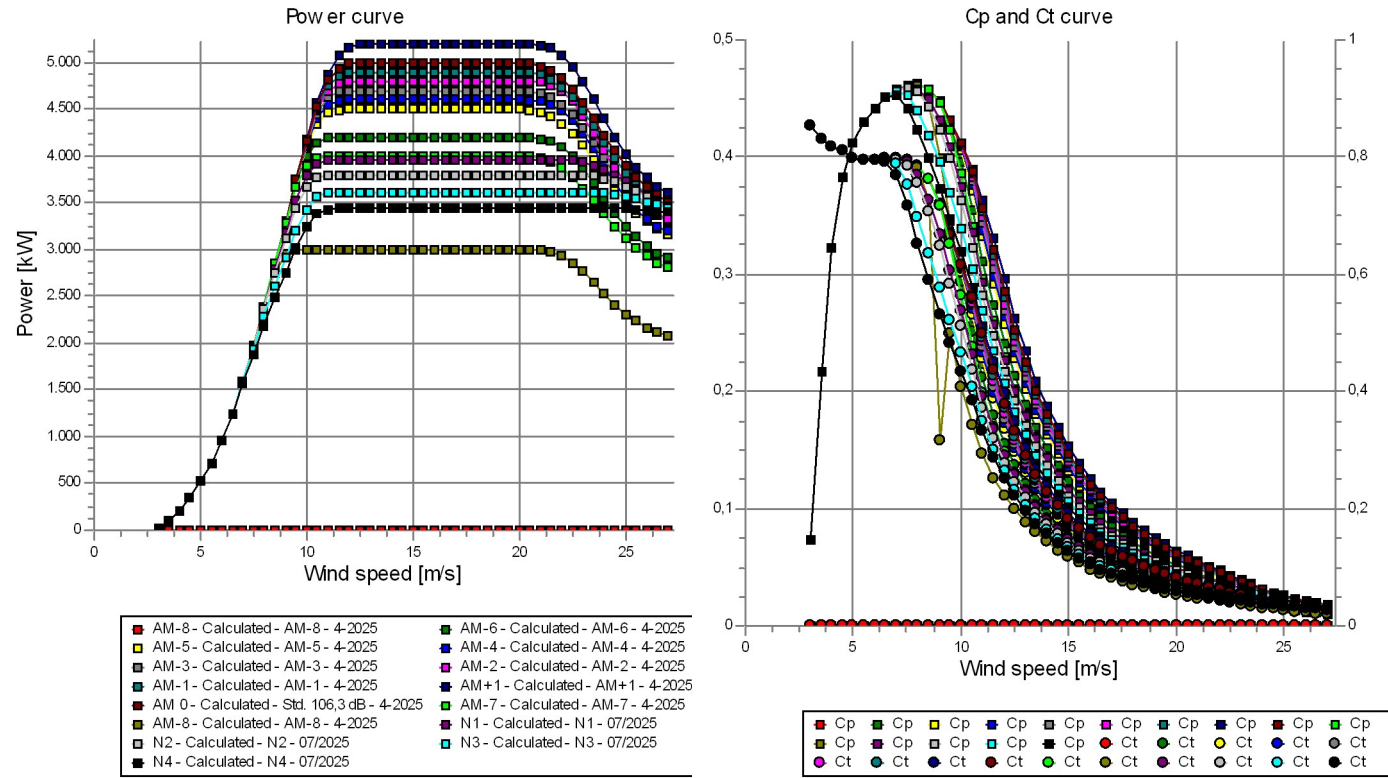 Power curve
5.000
4.500
4.000
3.500
3.000
2.500
2.000
1.500
1.000
500
0
Power [kW]
0 5 10 15 20 25
Wind speed [m/s]
AM-8 - Calculated - AM-8 - 4-2025 AM-6 - Calculated - AM-6 - 4-2025
AM-5 - Calculated - AM-5 - 4-2025 AM-4 - Calculated - AM-4 - 4-2025
AM-3 - Calculated - AM-3 - 4-2025 AM-2 - Calculated - AM-2 - 4-2025
AM-1 - Calculated - AM-1 - 4-2025 AM+1 - Calculated - AM+1 - 4-2025
AM 0 - Calculated - Std. 106,3 dB - 4-2025 AM-7 - Calculated - AM-7 - 4-2025
AM-8 - Calculated - AM-8 - 4-2025 N1 - Calculated - N1 - 07/2025
N2 - Calculated - N2 - 07/2025 N3 - Calculated - N3 - 07/2025
N4 - Calculated - N4 - 07/2025
Cp and Ct curve
0,5 1
0,4 0,8
0,3 0,6
0,2 0,4
0,1 0,2
0 0
0 5 10 15 20 25
Wind speed [m/s]
Cp Cp Cp Cp Cp Cp Cp Cp Cp Cp
Cp Cp Cp Cp Cp Ct Ct Ct Ct Ct
Ct Ct Ct Ct Ct Ct Ct Ct Ct Ct